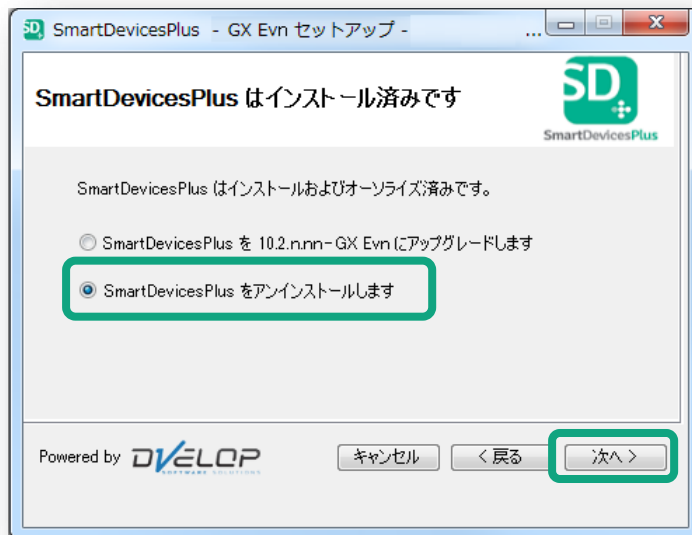 SmartDevicesPlus - GX Evn セットアップ - ...
SmartDevicesPlus はインストール済みです
SD
SmartDevicesPlus
SmartDevicesPlus はインストールおよびオーソライズ済みです。
SmartDevicesPlus を 10.2.n.nn-GX Evn にアップグレードします
SmartDevicesPlus をアンインストールします
Powered by DVELOP
SOFTWARE SOLUTIONS
キャンセル
< 戻る
次へ >